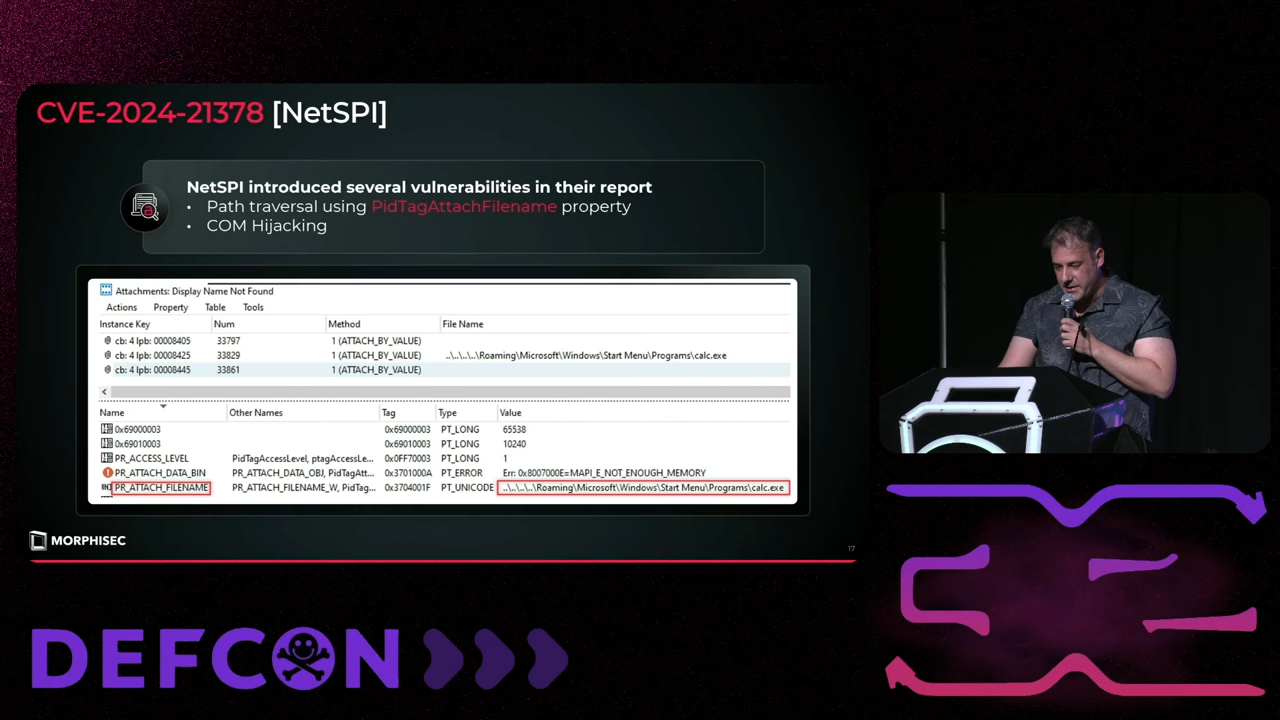 CVE-2024-21378 [NetSPI]
NetSPI introduced several vulnerabilities in their report
• Path traversal using PidTagAttachFilename property
• COM Hijacking
Attachments: Display Name Not Found
Actions Property Table Tools
Instance Key Num Method File Name
cb: 4 lpb: 00008405 33797 1 (ATTACH_BY_VALUE)
cb: 4 lpb: 00008425 33829 1 (ATTACH_BY_VALUE) ..\..\..\..\Roaming\Microsoft\Windows\Start Menu\Programs\calc.exe
cb: 4 lpb: 00008445 33861 1 (ATTACH_BY_VALUE)
Name Other Names Tag Type Value
0x69000003 0x69000003 PT_LONG 65538
0x69010003 0x69010003 PT_LONG 10240
PR_ACCESS_LEVEL PidTagAccessLevel, ptagAccessLe... 0x0FF70003 PT_LONG 1
PR_ATTACH_DATA_BIN PR_ATTACH_DATA_OBJ, PidTagAtt... 0x3701000A PT_ERROR Err: 0x8007000E=MAPI_E_NOT_ENOUGH_MEMORY
PR_ATTACH_FILENAME PR_ATTACH_FILENAME_W, PidTag... 0x3704001F PT_UNICODE ..\..\..\..\Roaming\Microsoft\Windows\Start Menu\Programs\calc.exe
MORPHISEC
17
DEFCON